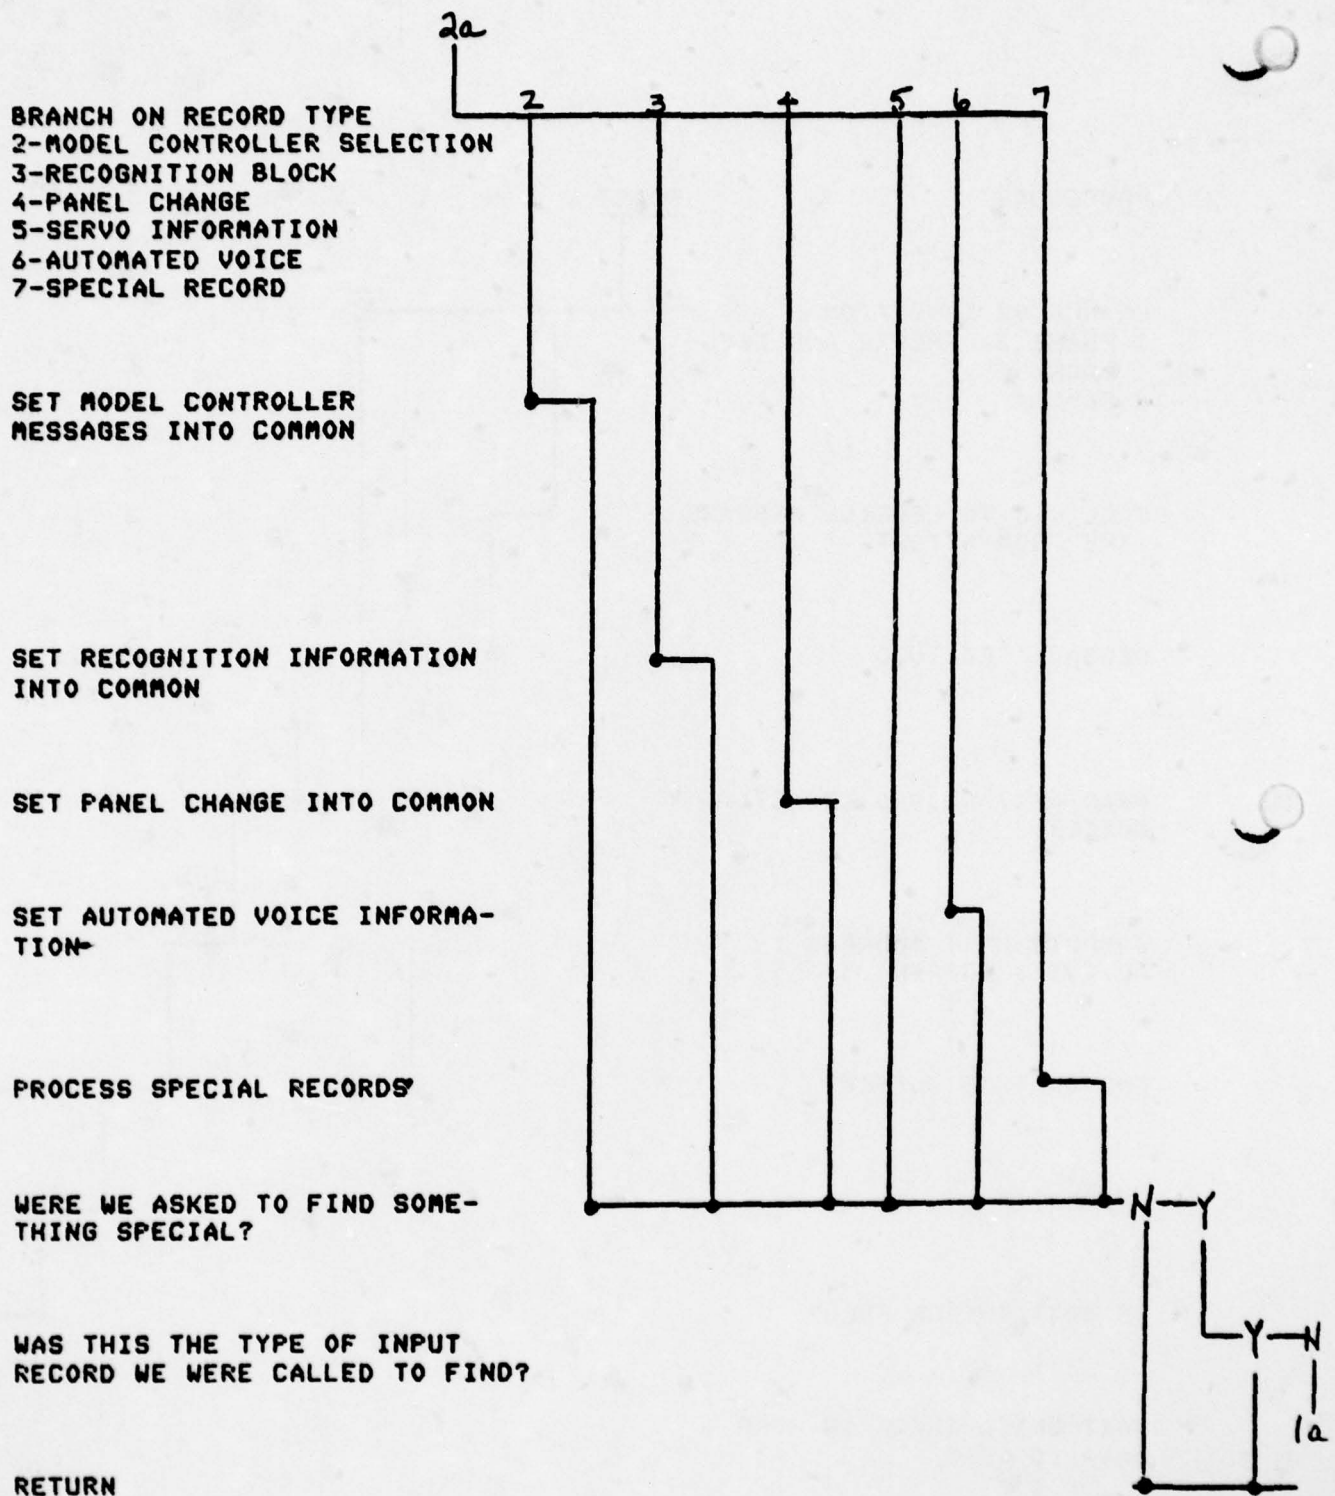 2a
2 3 4 5 6 7
BRANCH ON RECORD TYPE
2-MODEL CONTROLLER SELECTION
3-RECOGNITION BLOCK
4-PANEL CHANGE
5-SERVO INFORMATION
6-AUTOMATED VOICE
7-SPECIAL RECORD
SET MODEL CONTROLLER
MESSAGES INTO COMMON
SET RECOGNITION INFORMATION
INTO COMMON
SET PANEL CHANGE INTO COMMON
SET AUTOMATED VOICE INFORMA-
TION
PROCESS SPECIAL RECORDS
WERE WE ASKED TO FIND SOME-
THING SPECIAL?
N Y
WAS THIS THE TYPE OF INPUT
RECORD WE WERE CALLED TO FIND?
Y N
1a
RETURN